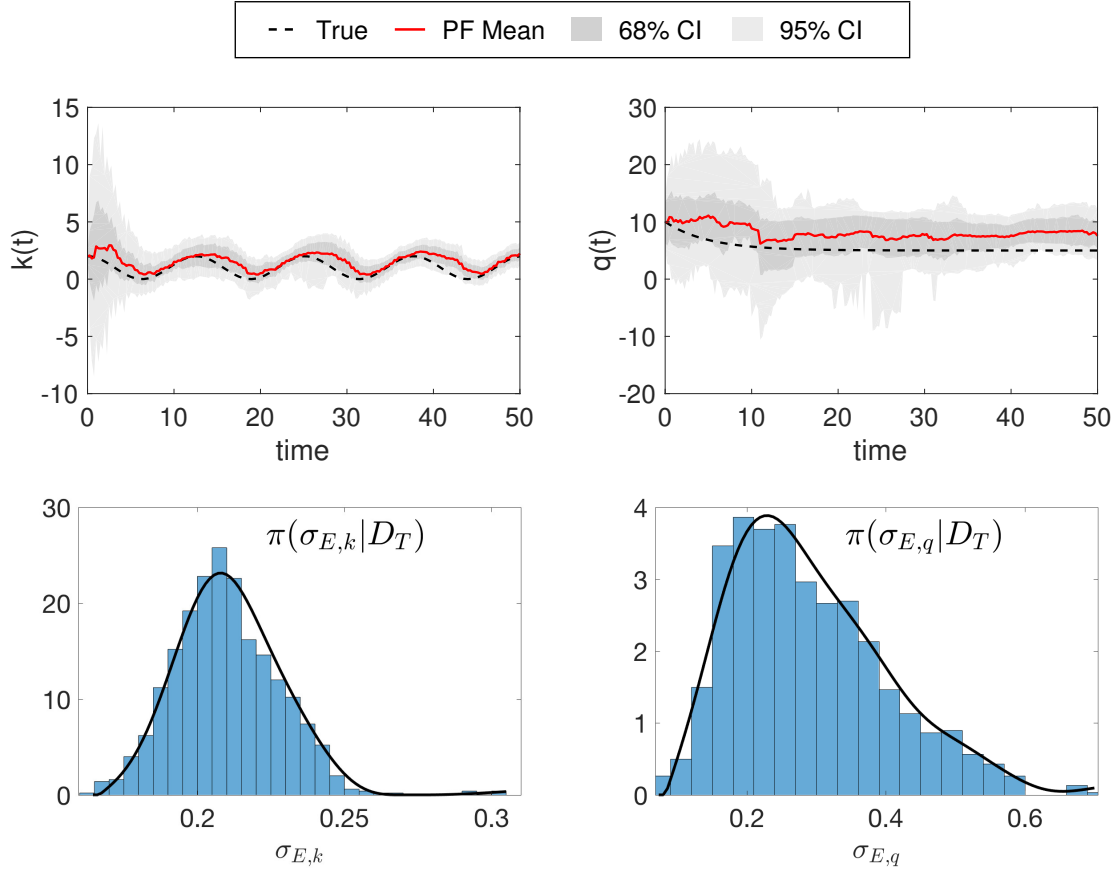 True PF Mean 68% CI 95% CI
15
10
5
0
-5
-10
k(t)
0 10 20 30 40 50
time
30
20
10
0
-10
-20
q(t)
0 10 20 30 40 50
time
30
20
10
0
π(σ_{E,k}|D_T)
0.2 0.25 0.3
σ_{E,k}
4
3
2
1
0
π(σ_{E,q}|D_T)
0.2 0.4 0.6
σ_{E,q}